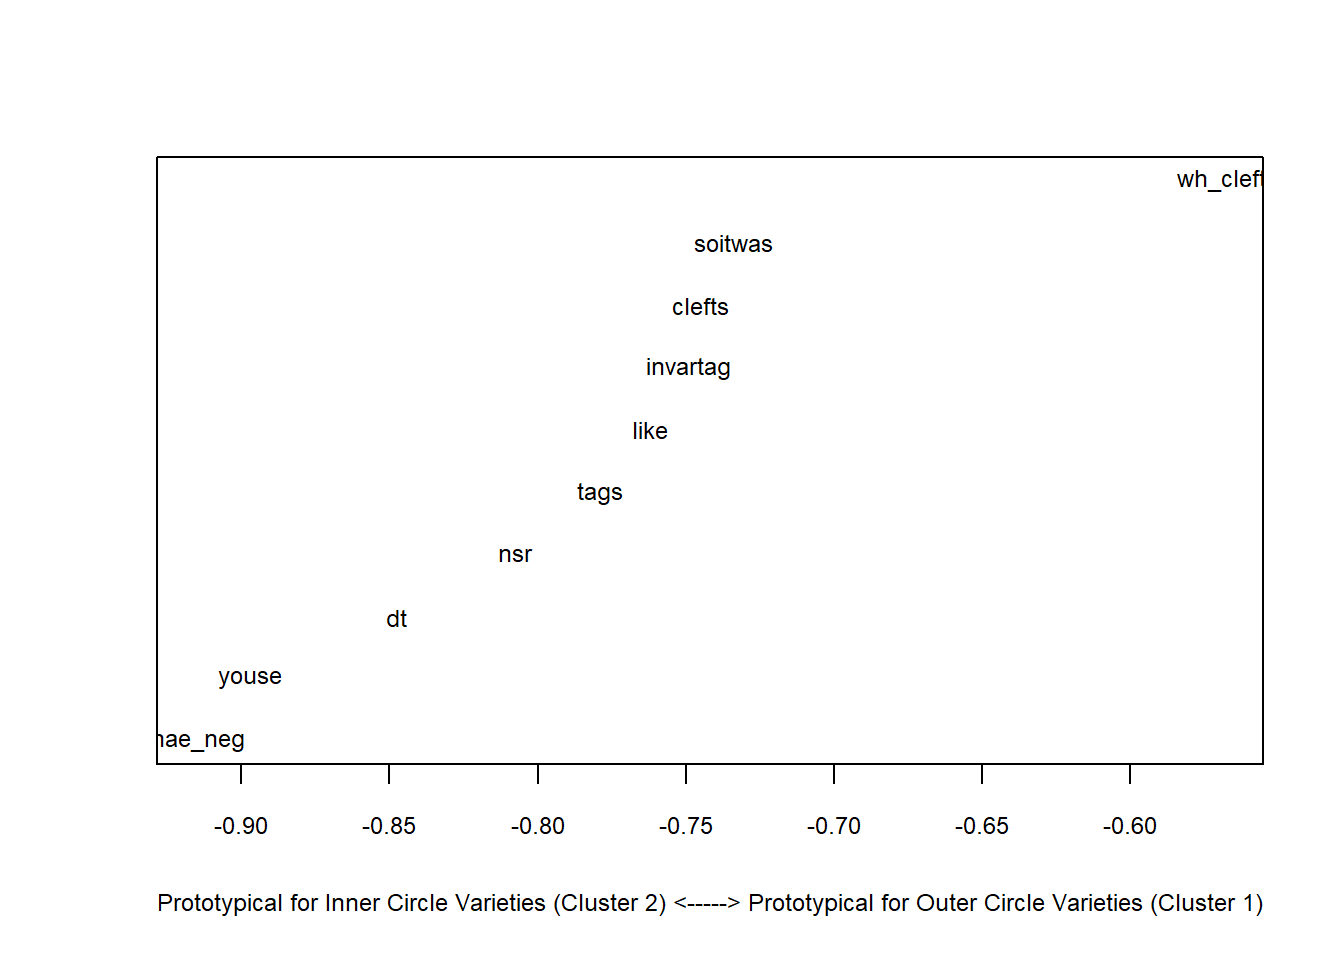 wh_cleft
soitwas
clefts
invartag
like
tags
nsr
dt
youse
nae_neg
-0.90 -0.85 -0.80 -0.75 -0.70 -0.65 -0.60
Prototypical for Inner Circle Varieties (Cluster 2) <-----> Prototypical for Outer Circle Varieties (Cluster 1)